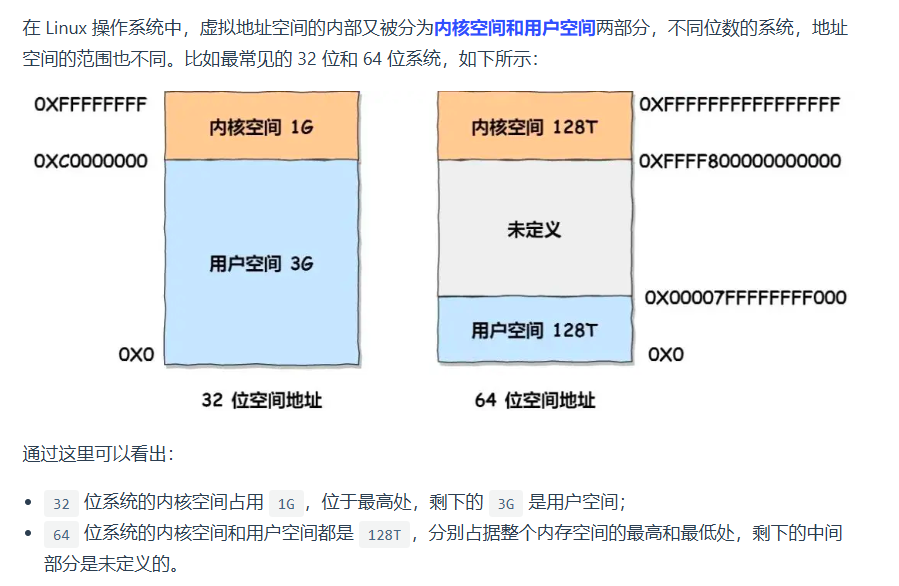 在 Linux 操作系统中，虚拟地址空间的内部又被分为内核空间和用户空间两部分，不同位数的系统，地址
空间的范围也不同。比如最常见的 32 位和 64 位系统，如下所示：
0XFFFFFFFF
内核空间 1G
0XC0000000
用户空间 3G
0X0
32 位空间地址
0XFFFFFFFFFFFFFFFF
内核空间 128T
0XFFFF800000000000
未定义
0X00007FFFFFFFF000
用户空间 128T
0X0
64 位空间地址
通过这里可以看出：
• 32 位系统的内核空间占用 1G ，位于最高处，剩下的 3G 是用户空间；
• 64 位系统的内核空间和用户空间都是 128T ，分别占据整个内存空间的最高和最低处，剩下的中间
部分是未定义的。